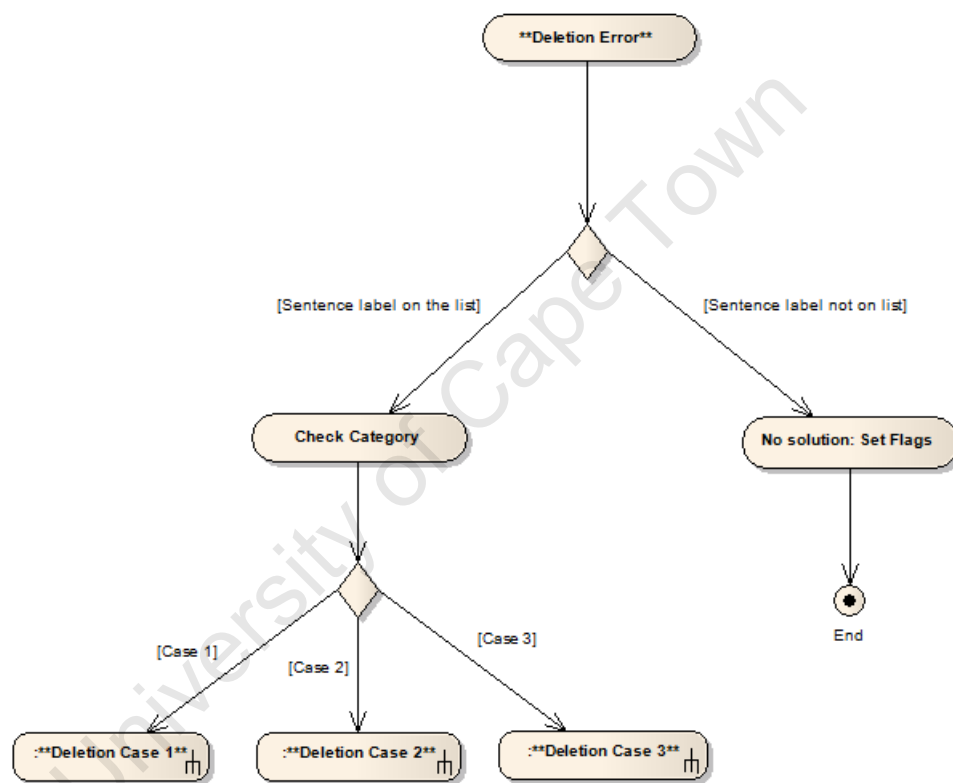 **Deletion Error**
[Sentence label on the list]
[Sentence label not on list]
Check Category
No solution: Set Flags
End
[Case 1]
[Case 2]
[Case 3]
:**Deletion Case 1**
:**Deletion Case 2**
:**Deletion Case 3**
University of Cape Town